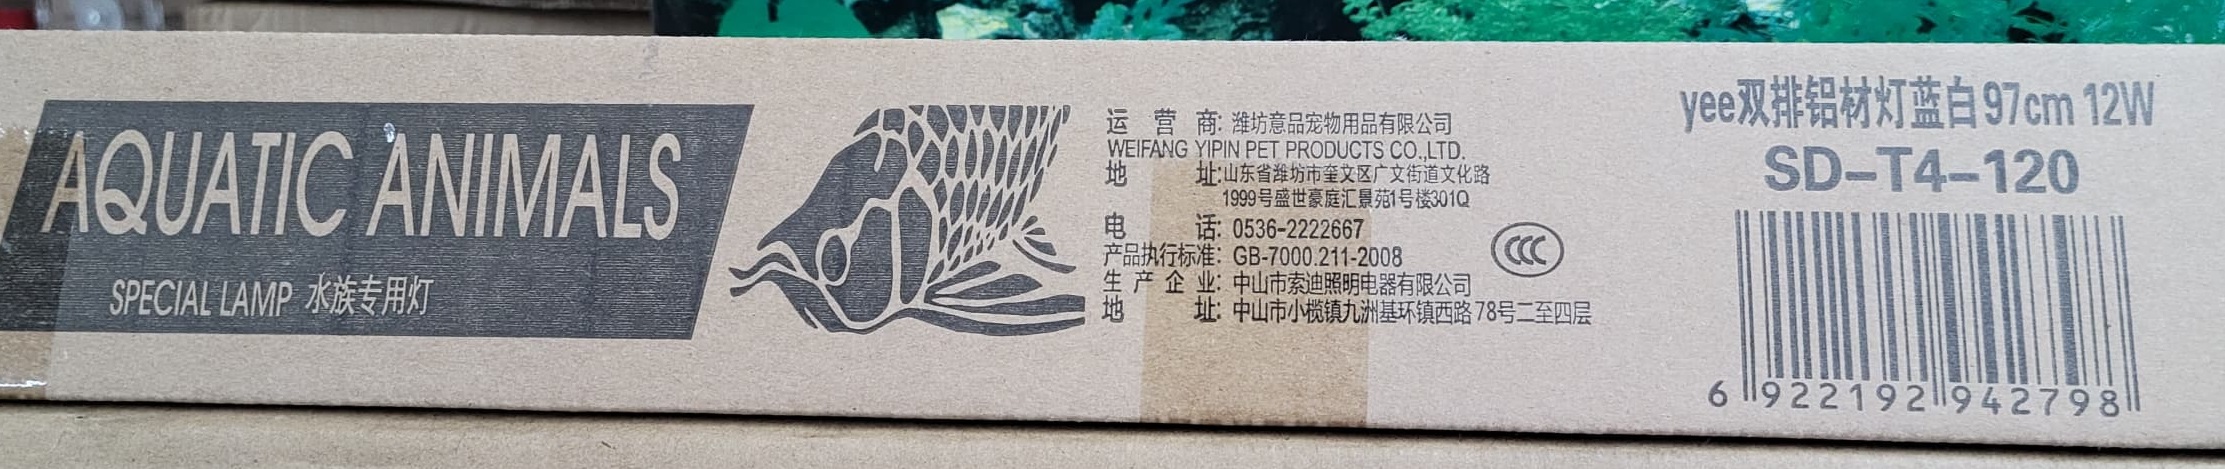 AQUATIC ANIMALS
SPECIAL LAMP 水族专用灯
运营商: 潍坊意品宠物用品有限公司
WEIFANG YIPIN PET PRODUCTS CO.,LTD.
地址:山东省潍坊市奎文区广文街道文化路
1999号盛世豪庭汇景苑1号楼301Q
电话: 0536-2222667
产品执行标准: GB-7000.211-2008
生产企业: 中山市索迪照明电器有限公司
地址: 中山市小榄镇九洲基环镇西路78号二至四层
CCC
yee双排铝材灯蓝白97cm 12W
SD-T4-120
6 922192 942798